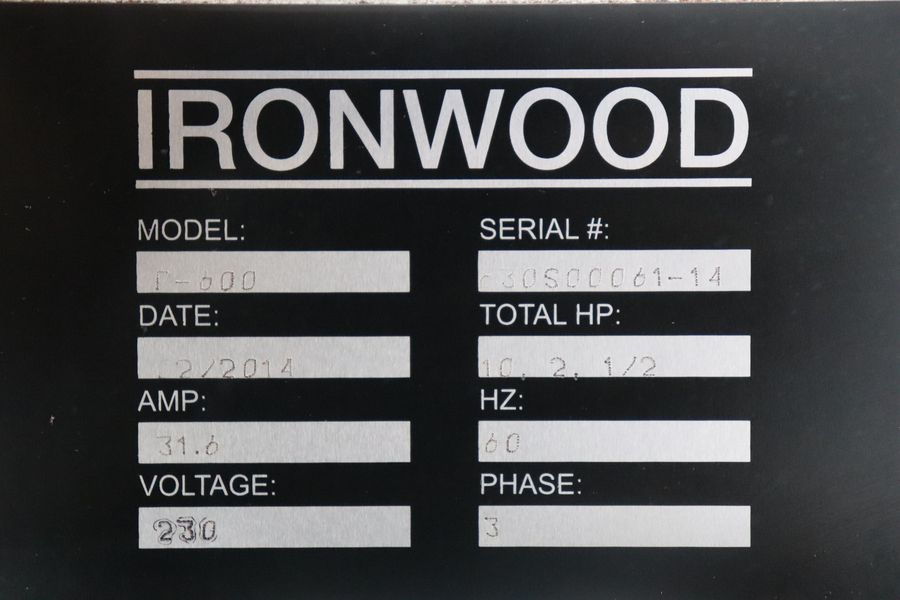 IRONWOOD
MODEL:
SERIAL #:
DATE:
TOTAL HP:
10, 2, 1/2
AMP:
31.6
HZ:
60
VOLTAGE:
230
PHASE:
3